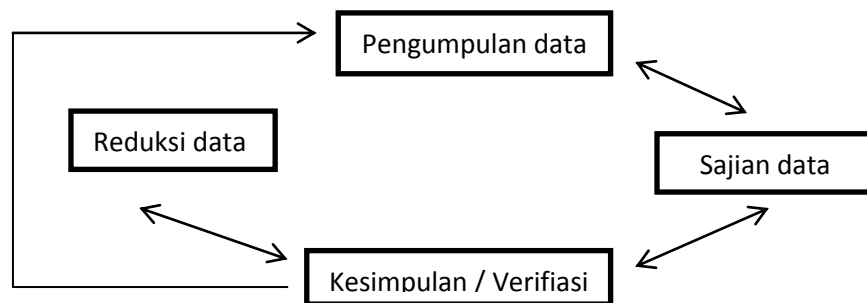 Pengumpulan data
Reduksi data
Sajian data
Kesimpulan / Verifiasi